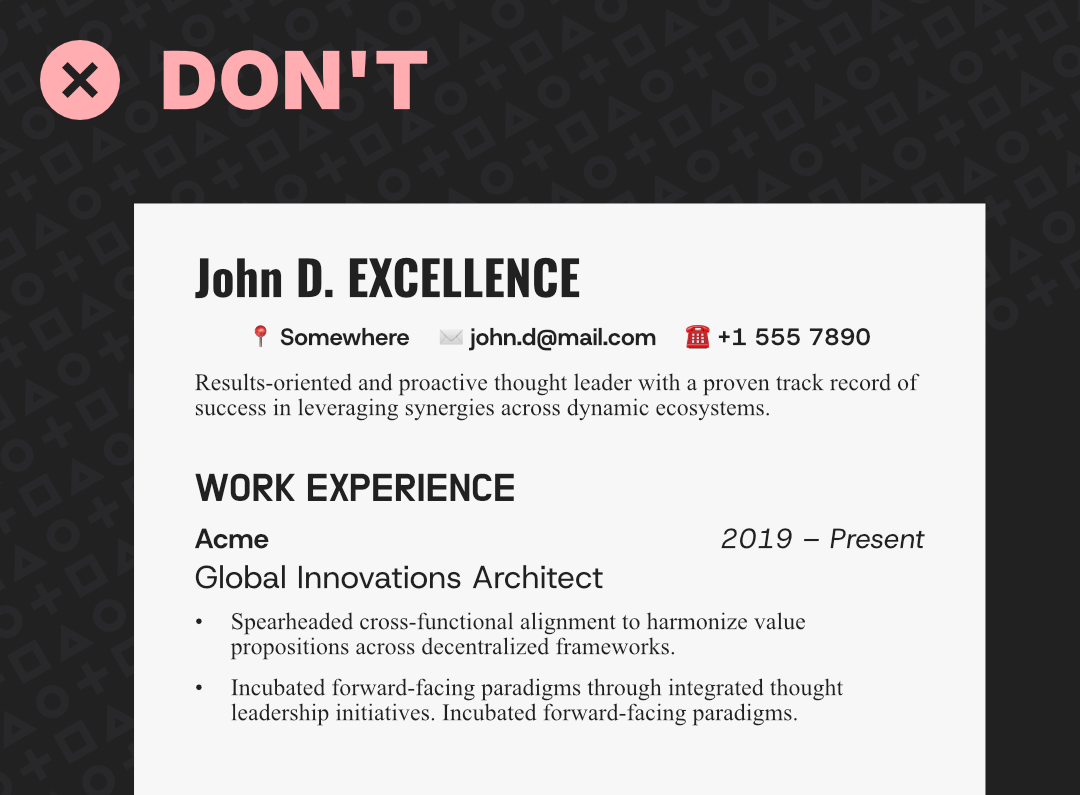 DON'T
John D. EXCELLENCE
Somewhere john.d@mail.com +1 555 7890
Results-oriented and proactive thought leader with a proven track record of
success in leveraging synergies across dynamic ecosystems.
WORK EXPERIENCE
Acme 2019 – Present
Global Innovations Architect
• Spearheaded cross-functional alignment to harmonize value
propositions across decentralized frameworks.
• Incubated forward-facing paradigms through integrated thought
leadership initiatives. Incubated forward-facing paradigms.